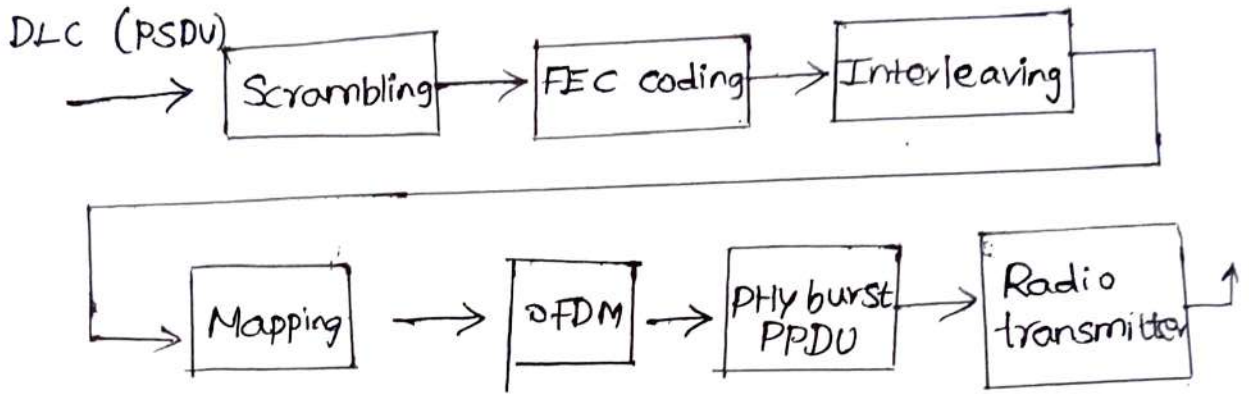 DLC (PSDU)
Scrambling
FEC coding
Interleaving
Mapping
OFDM
PHY burst
PPDU
Radio
transmitter